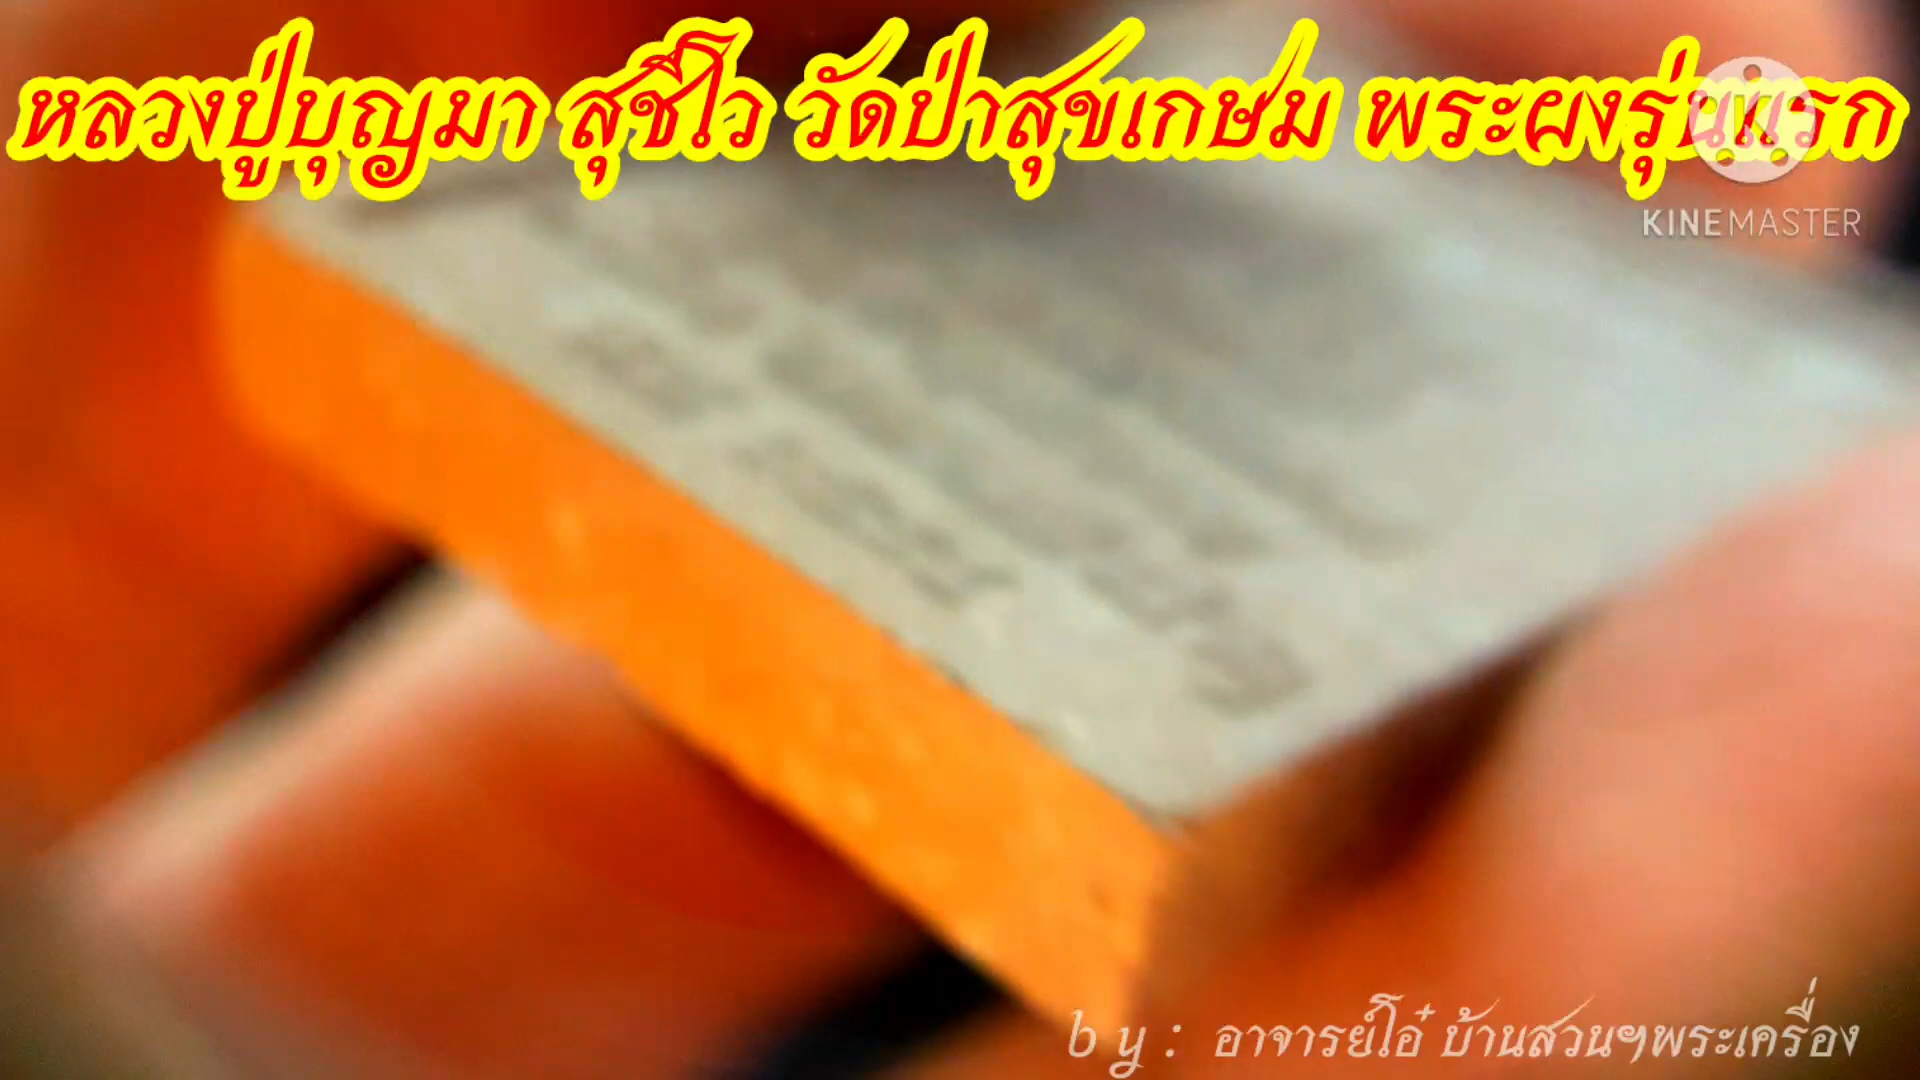 หลวงปู่บุญมา สุชีโว วัดป่าสุขเกษม พระผงรุ่นแรก
KINEMASTER
by : อาจารย์โอ๋ บ้านสวนฯพระเครื่อง